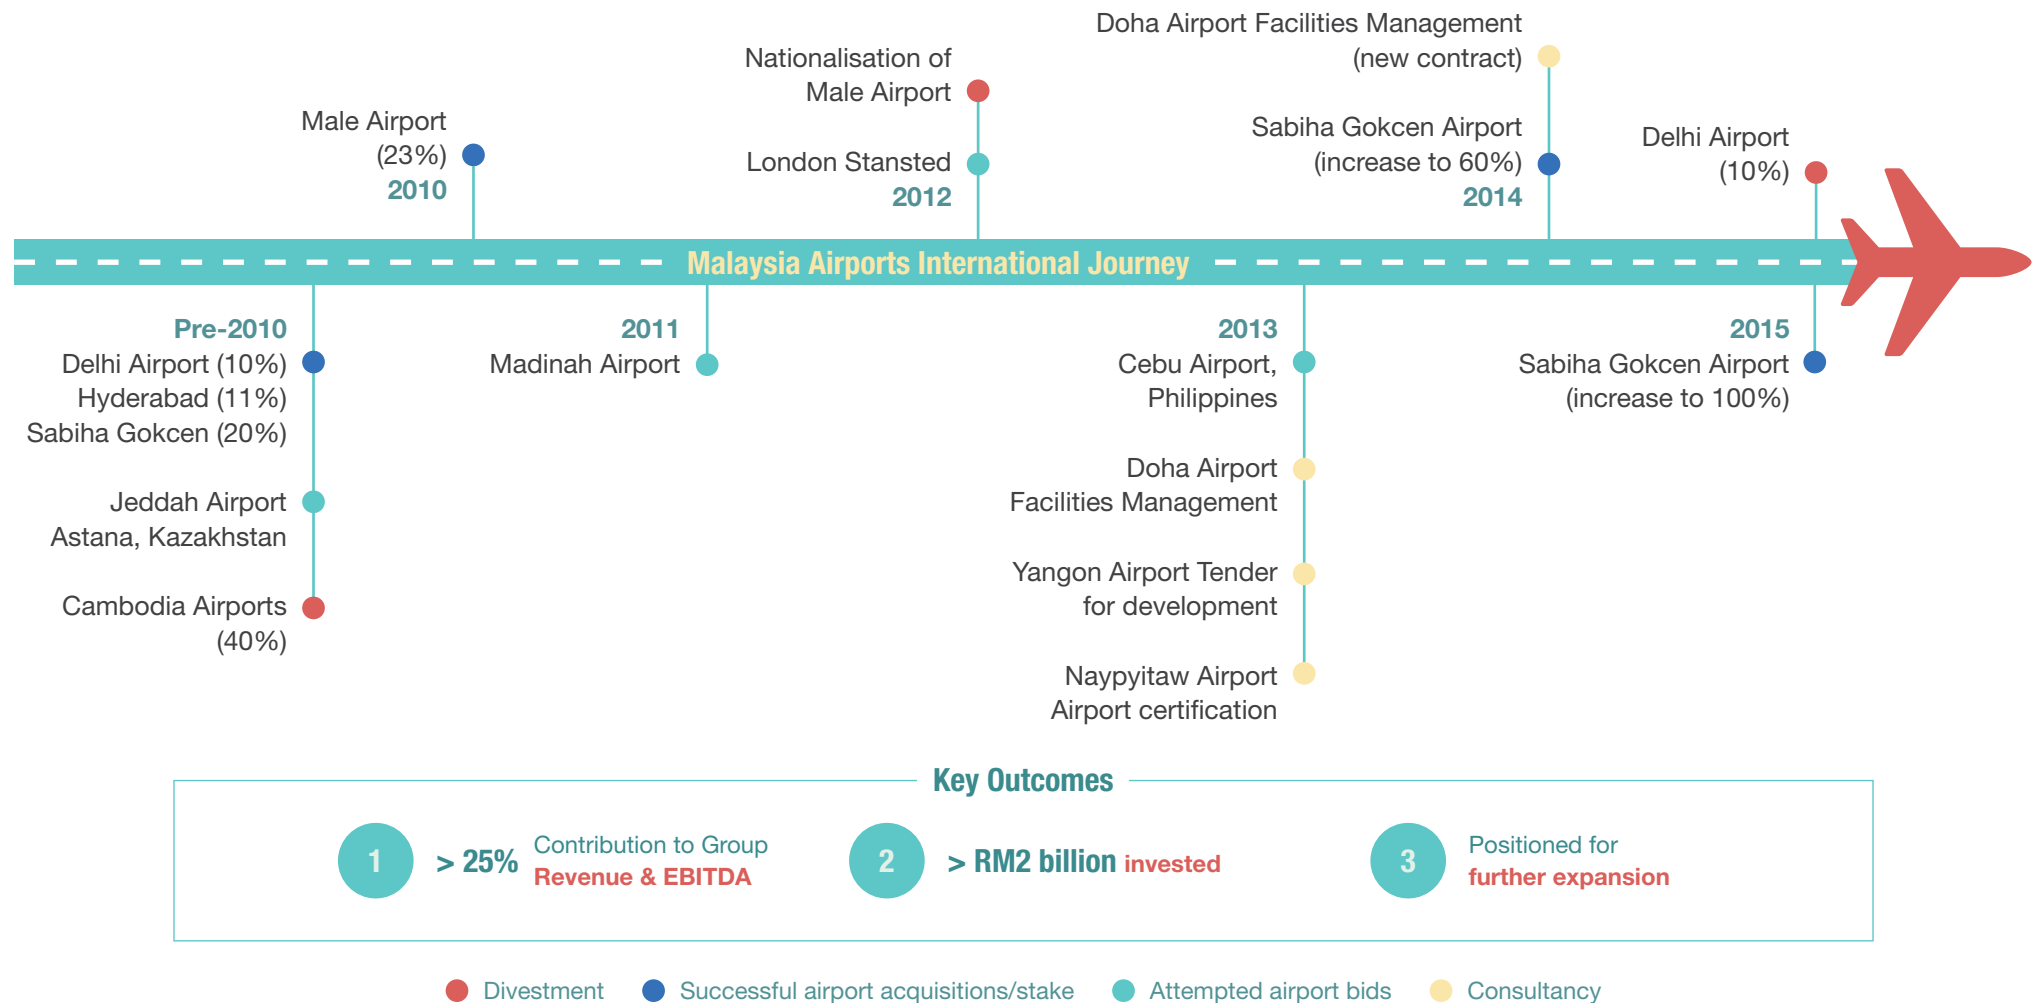 Doha Airport Facilities Management
(new contract)
Nationalisation of
Male Airport
Male Airport
(23%)
2010
London Stansted
2012
Sabiha Gokcen Airport
(increase to 60%)
2014
Delhi Airport
(10%)
Malaysia Airports International Journey
Pre-2010
Delhi Airport (10%)
Hyderabad (11%)
Sabiha Gokcen (20%)
Jeddah Airport
Astana, Kazakhstan
Cambodia Airports
(40%)
2011
Madinah Airport
2013
Cebu Airport,
Philippines
Doha Airport
Facilities Management
Yangon Airport Tender
for development
Naypyitaw Airport
Airport certification
2015
Sabiha Gokcen Airport
(increase to 100%)
Key Outcomes
1
> 25%
Contribution to Group
Revenue & EBITDA
2
> RM2 billion invested
3
Positioned for
further expansion
Divestment
Successful airport acquisitions/stake
Attempted airport bids
Consultancy